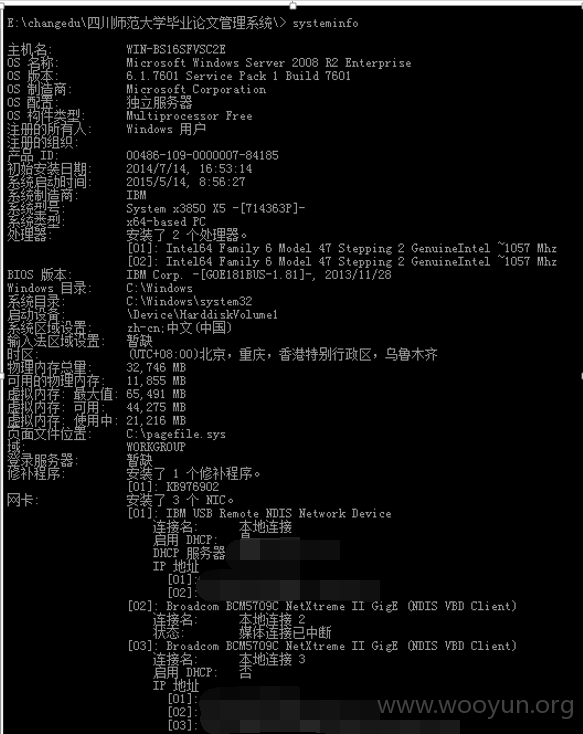 E:\changedu\四川师范大学毕业论文管理系统\> systeminfo
主机名: WIN-BS16SFVSC2E
OS 名称: Microsoft Windows Server 2008 R2 Enterprise
OS 版本: 6.1.7601 Service Pack 1 Build 7601
OS 制造商: Microsoft Corporation
OS 配置: 独立服务器
OS 构件类型: Multiprocessor Free
注册的所有人: Windows 用户
注册的组织:
产品 ID: 00486-109-0000007-84185
初始安装日期: 2014/7/14, 16:53:14
系统启动时间: 2015/5/14, 8:56:27
系统制造商: IBM
系统型号: System x3850 X5 -[714363P]-
系统类型: x64-based PC
处理器: 安装了 2 个处理器。
[01]: Intel64 Family 6 Model 47 Stepping 2 GenuineIntel ~1057 Mhz
[02]: Intel64 Family 6 Model 47 Stepping 2 GenuineIntel ~1057 Mhz
BIOS 版本: IBM Corp. -[GOE181BUS-1.81]-, 2013/11/28
Windows 目录: C:\Windows
系统目录: C:\Windows\system32
启动设备: \Device\HarddiskVolume1
系统区域设置: zh-cn;中文(中国)
输入法区域设置: 暂缺
时区: (UTC+08:00)北京，重庆，香港特别行政区，乌鲁木齐
物理内存总量: 32,746 MB
可用的物理内存: 11,855 MB
虚拟内存: 最大值: 65,491 MB
虚拟内存: 可用: 44,275 MB
虚拟内存: 使用中: 21,216 MB
页面文件位置: C:\pagefile.sys
域: WORKGROUP
登录服务器: 暂缺
修补程序: 安装了 1 个修补程序。
[01]: KB976902
网卡: 安装了 3 个 NIC。
[01]: IBM USB Remote NDIS Network Device
连接名: 本地连接
启用 DHCP:
DHCP 服务器
IP 地址
[01]:
[02]:
[02]: Broadcom BCM5709C NetXtreme II GigE (NDIS VBD Client)
连接名: 本地连接 2
状态: 媒体连接已中断
[03]: Broadcom BCM5709C NetXtreme II GigE (NDIS VBD Client)
连接名: 本地连接 3
启用 DHCP: 否
IP 地址
[01]:
[02]:
[03]:
www.wooyun.org